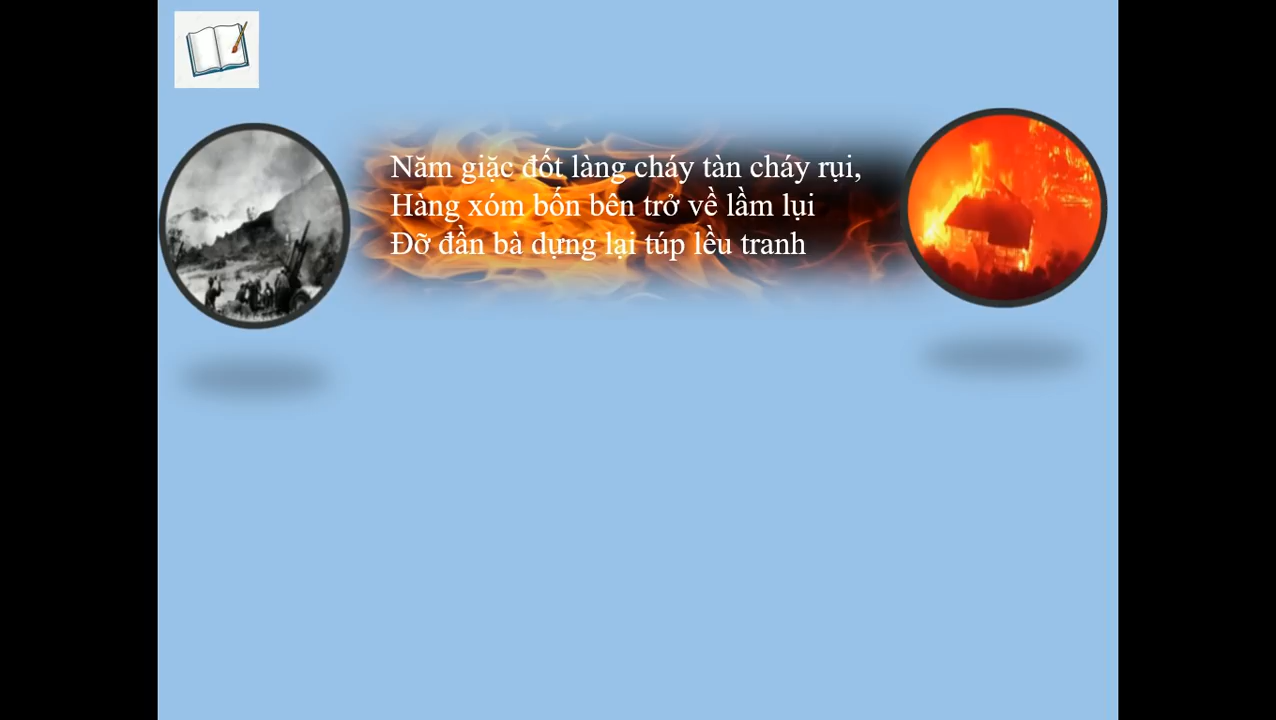 Năm giặc đốt làng cháy tàn cháy rụi,
Hàng xóm bốn bên trở về lầm lụi
Đỡ đần bà dựng lại túp lều tranh